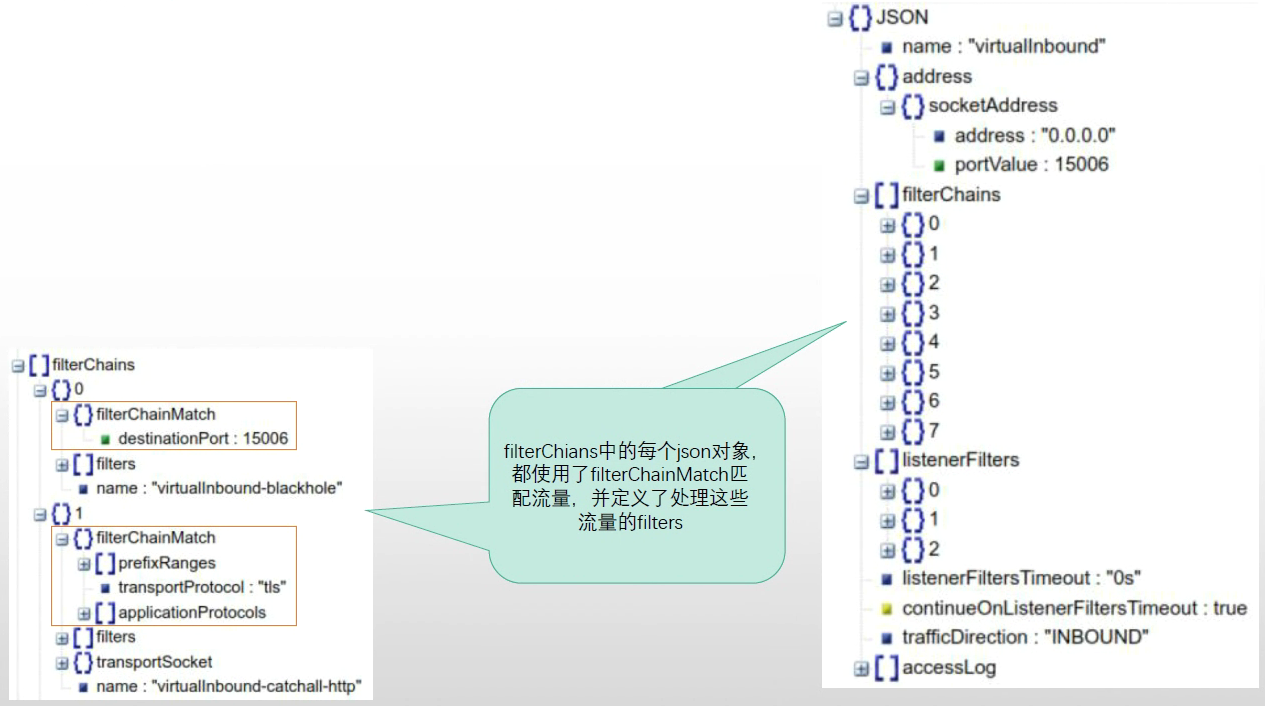 JSON
name : "virtualInbound"
address
socketAddress
address : "0.0.0.0"
portValue : 15006
filterChains
0
1
2
3
4
5
6
7
listenerFilters
0
1
2
listenerFiltersTimeout : "0s"
continueOnListenerFiltersTimeout : true
trafficDirection : "INBOUND"
accessLog
filterChains
0
filterChainMatch
destinationPort : 15006
filters
name : "virtualInbound-blackhole"
1
filterChainMatch
prefixRanges
transportProtocol : "tls"
applicationProtocols
filters
transportSocket
name : "virtualInbound-catchall-http"
filterChians中的每个json对象，
都使用了filterChainMatch匹
配流量，并定义了处理这些
流量的filters